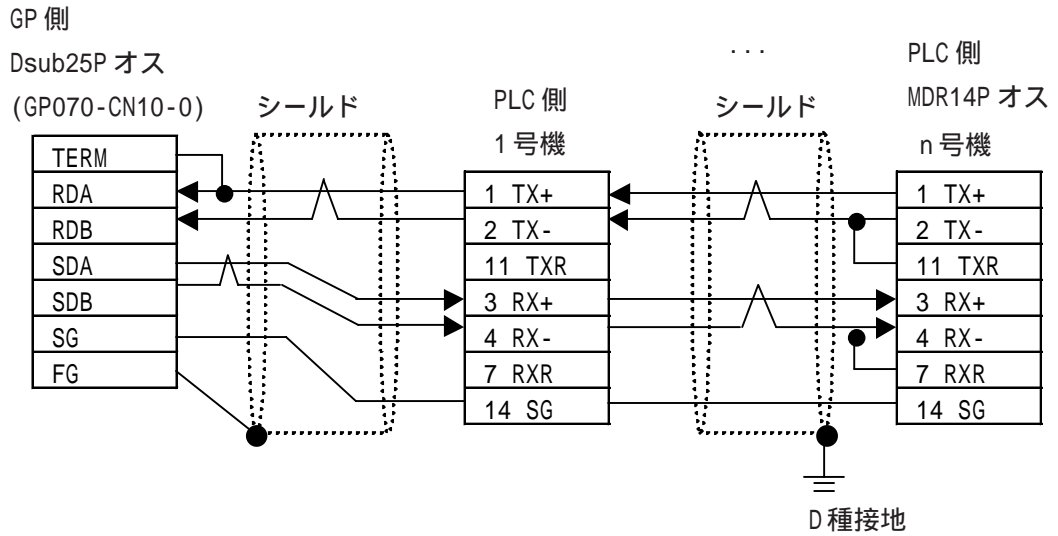 GP 側
Dsub25P オス
(GP070-CN10-0)
シールド
TERM
RDA
RDB
SDA
SDB
SG
FG
PLC 側
1 号機
1 TX+
2 TX-
11 TXR
3 RX+
4 RX-
7 RXR
14 SG
シールド
...
PLC 側
MDR14P オス
n 号機
1 TX+
2 TX-
11 TXR
3 RX+
4 RX-
7 RXR
14 SG
D種接地